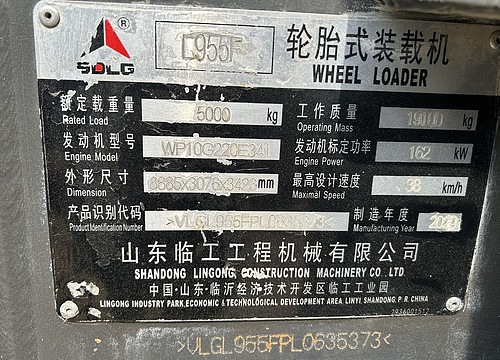 SDLG ® L955F 轮胎式装载机
WHEEL LOADER
额定载重量 5000 kg 工作质量 kg
Rated Load Operating Mass
发动机型号 WP10G220E341 发动机标定功率 162 kW
Engine Model Engine Power
外形尺寸 mm 最高设计速度 38 km/h
Dimension Maximal Speed
产品识别代码 >VLGL955FPL0635373< 制造年度 2020
Product Identification Number Manufacturing Year
山东临工工程机械有限公司
SHANDONG LINGONG CONSTRUCTION MACHINERY CO.,LTD
中国·山东·临沂经济技术开发区临工工业园
LINGONG INDUSTRY PARK,ECONOMIC & TECHNOLOGICAL DEVELOPMENT AREA, LINYI SHANDONG, P. R. CHINA
>VLGL955FPL0635373<